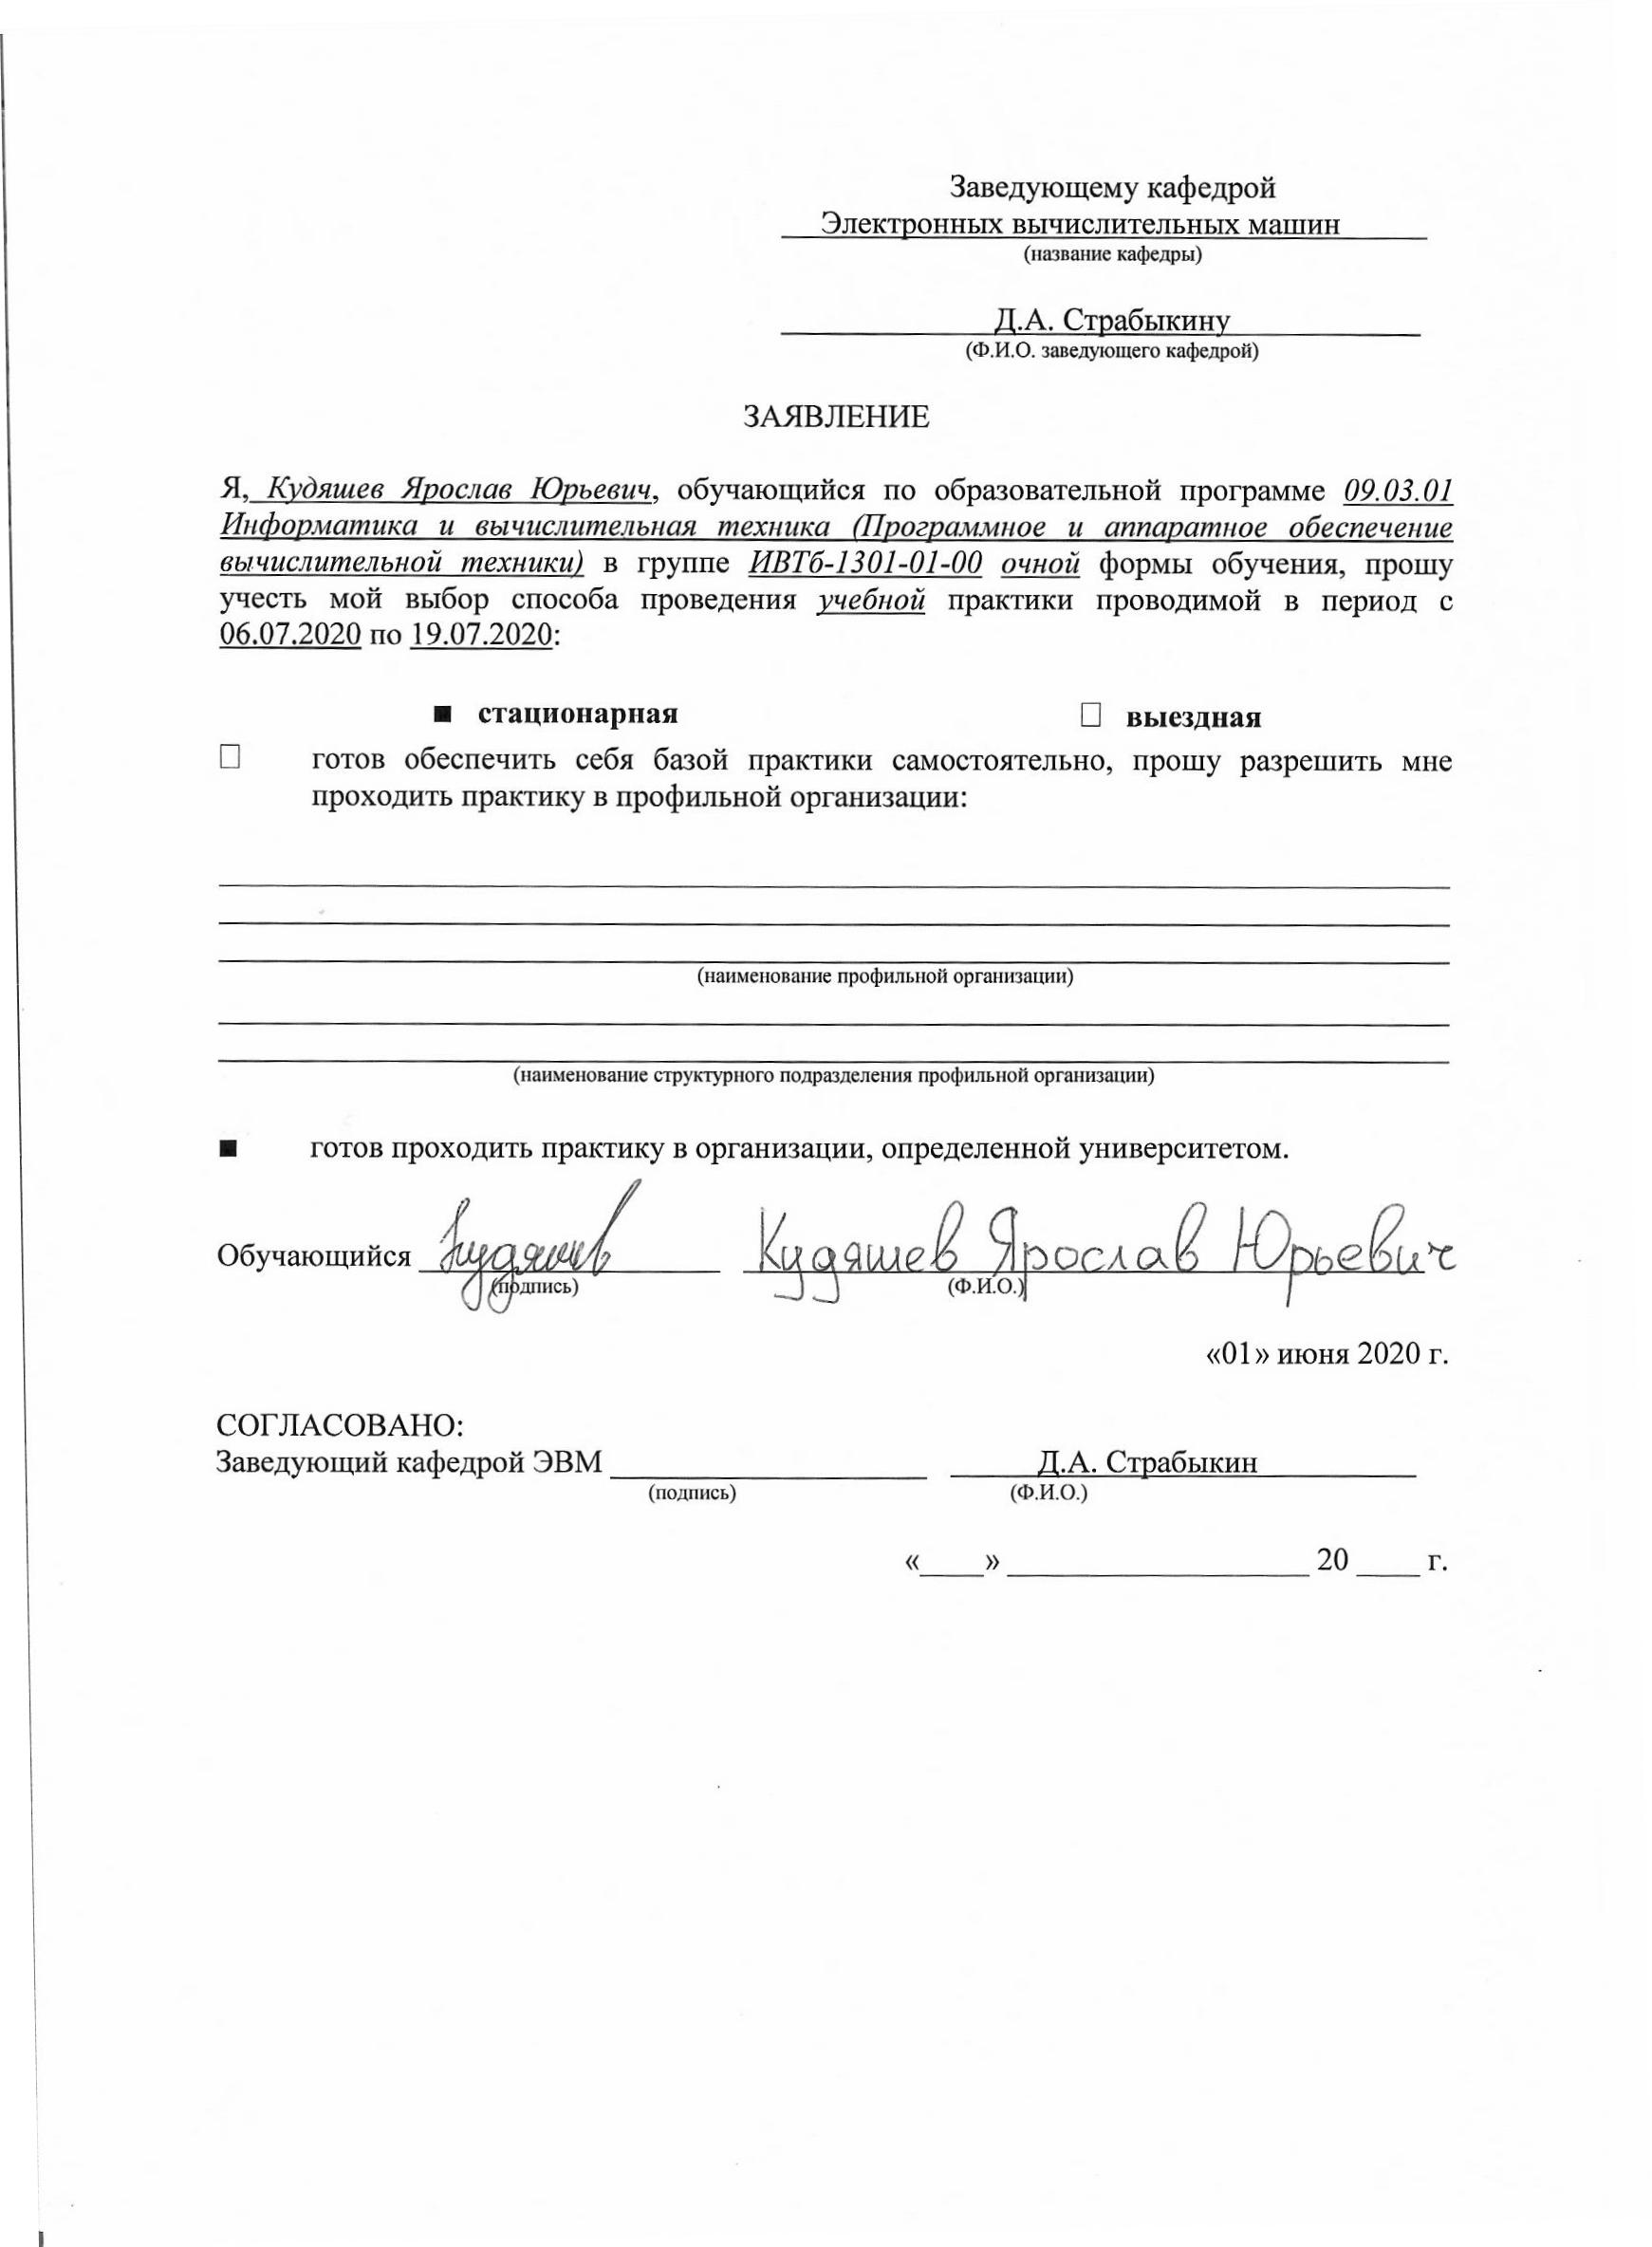 Заведующему кафедрой
Электронных вычислительных машин
(название кафедры)
Д.А. Страбыкину
(Ф.И.О. заведующего кафедрой)
ЗАЯВЛЕНИЕ
Я, Кудяшев Ярослав Юрьевич, обучающийся по образовательной программе 09.03.01
Информатика и вычислительная техника (Программное и аппаратное обеспечение
вычислительной техники) в группе ИВТб-1301-01-00 очной формы обучения, прошу
учесть мой выбор способа проведения учебной практики проводимой в период с
06.07.2020 по 19.07.2020:
■ стационарная □ выездная
□ готов обеспечить себя базой практики самостоятельно, прошу разрешить мне
проходить практику в профильной организации:
(наименование профильной организации)
(наименование структурного подразделения профильной организации)
■ готов проходить практику в организации, определенной университетом.
Обучающийся Кудяшев Кудяшев Ярослав Юрьевич
(подпись) (Ф.И.О.)
«01» июня 2020 г.
СОГЛАСОВАНО:
Заведующий кафедрой ЭВМ ____ Д.А. Страбыкин
(подпись) (Ф.И.О.)
«____» ____ 20 ____ г.